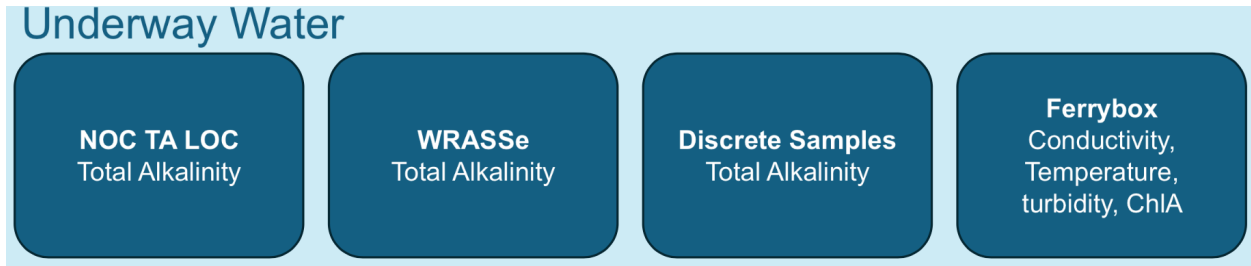 Underway Water
NOC TA LOC
Total Alkalinity
WRASSe
Total Alkalinity
Discrete Samples
Total Alkalinity
Ferrybox
Conductivity,
Temperature,
turbidity, ChlA